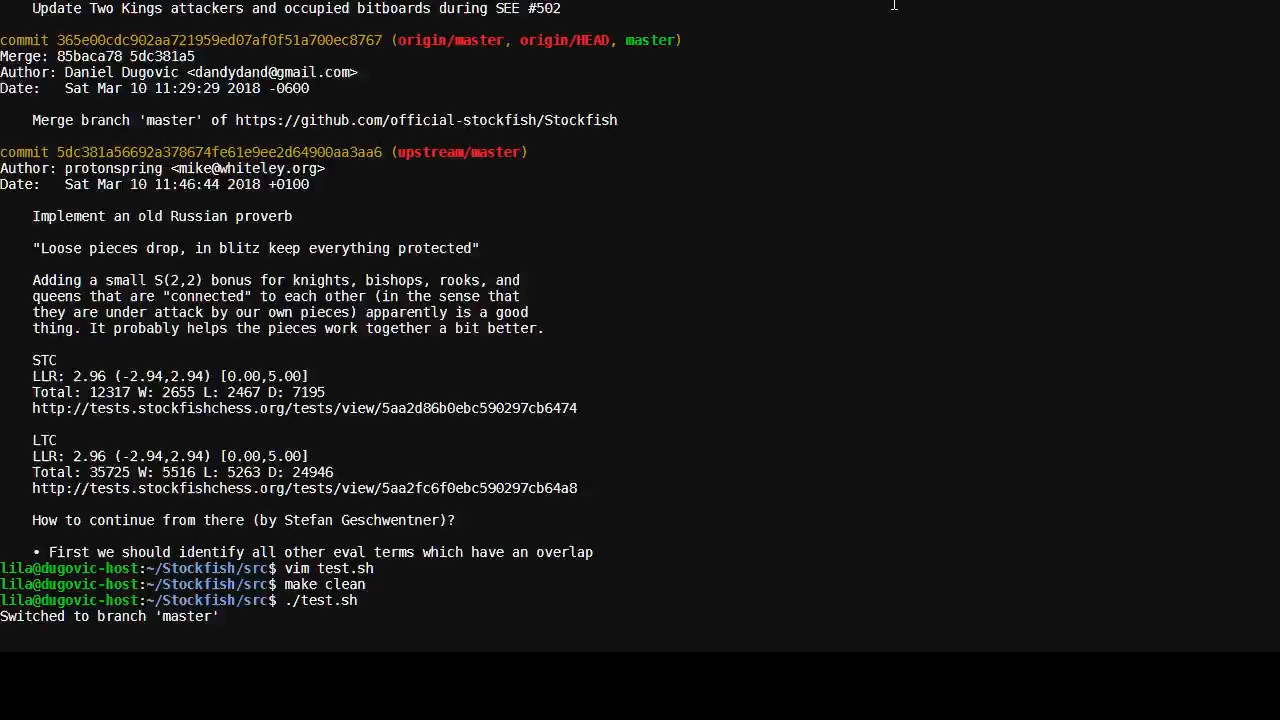 Update Two Kings attackers and occupied bitboards during SEE #502
commit 365e00cdc902aa721959ed07af0f51a700ec8767 (origin/master, origin/HEAD, master)
Merge: 85baca78 5dc381a5
Author: Daniel Dugovic <dandydand@gmail.com>
Date:   Sat Mar 10 11:29:29 2018 -0600
Merge branch 'master' of https://github.com/official-stockfish/Stockfish
commit 5dc381a56692a378674fe61e9ee2d64900aa3aa6 (upstream/master)
Author: protonspring <mike@whiteley.org>
Date:   Sat Mar 10 11:46:44 2018 +0100
Implement an old Russian proverb
"Loose pieces drop, in blitz keep everything protected"
Adding a small S(2,2) bonus for knights, bishops, rooks, and
queens that are "connected" to each other (in the sense that
they are under attack by our own pieces) apparently is a good
thing. It probably helps the pieces work together a bit better.
STC
LLR: 2.96 (-2.94,2.94) [0.00,5.00]
Total: 12317 W: 2655 L: 2467 D: 7195
http://tests.stockfishchess.org/tests/view/5aa2d86b0ebc590297cb6474
LTC
LLR: 2.96 (-2.94,2.94) [0.00,5.00]
Total: 35725 W: 5516 L: 5263 D: 24946
http://tests.stockfishchess.org/tests/view/5aa2fc6f0ebc590297cb64a8
How to continue from there (by Stefan Geschwentner)?
• First we should identify all other eval terms which have an overlap
lila@dugovic-host:~/Stockfish/src$ vim test.sh
lila@dugovic-host:~/Stockfish/src$ make clean
lila@dugovic-host:~/Stockfish/src$ ./test.sh
Switched to branch 'master'